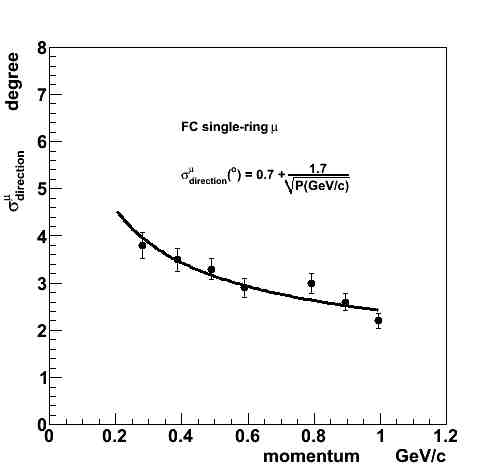 8
degree
7
6
FC single-ring μ
σ^μ_direction(°) = 0.7 + 1.7/√P(GeV/c)
σ^μ_direction
5
4
3
2
1
0
0 0.2 0.4 0.6 0.8 1 1.2
momentum GeV/c